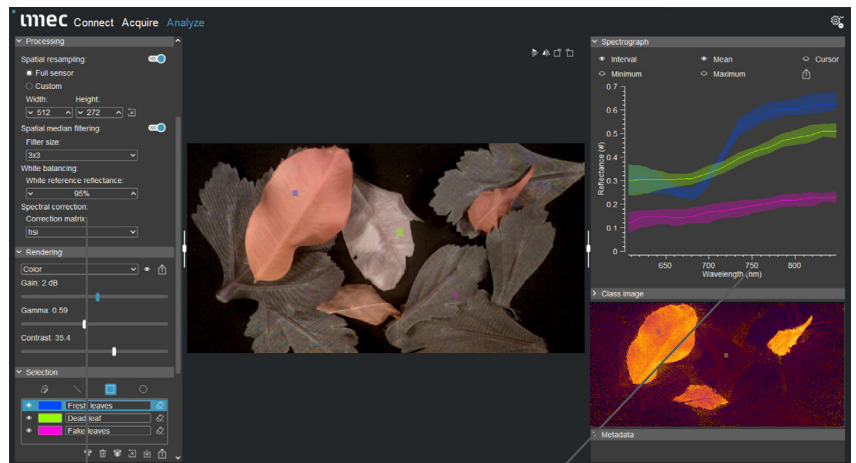 imec Connect Acquire Analyze
Processing
Spatial resampling:
Full sensor
Custom
Width: Height:
512 272
Spatial median filtering:
Filter size:
3x3
White balancing:
White reference reflectance:
95%
Spectral correction:
Correction matrix:
hsi
Rendering
Color
Gain: 2 dB
Gamma: 0.59
Contrast: 35.4
Selection
Fresh leaves
Dead leaf
Fake leaves
Spectrograph
Interval Mean Cursor
Minimum Maximum
0.7
0.6
0.5
0.4
0.3
0.2
0.1
0
Reflectance (#)
650 700 750 800
Wavelength (nm)
Class image
Metadata